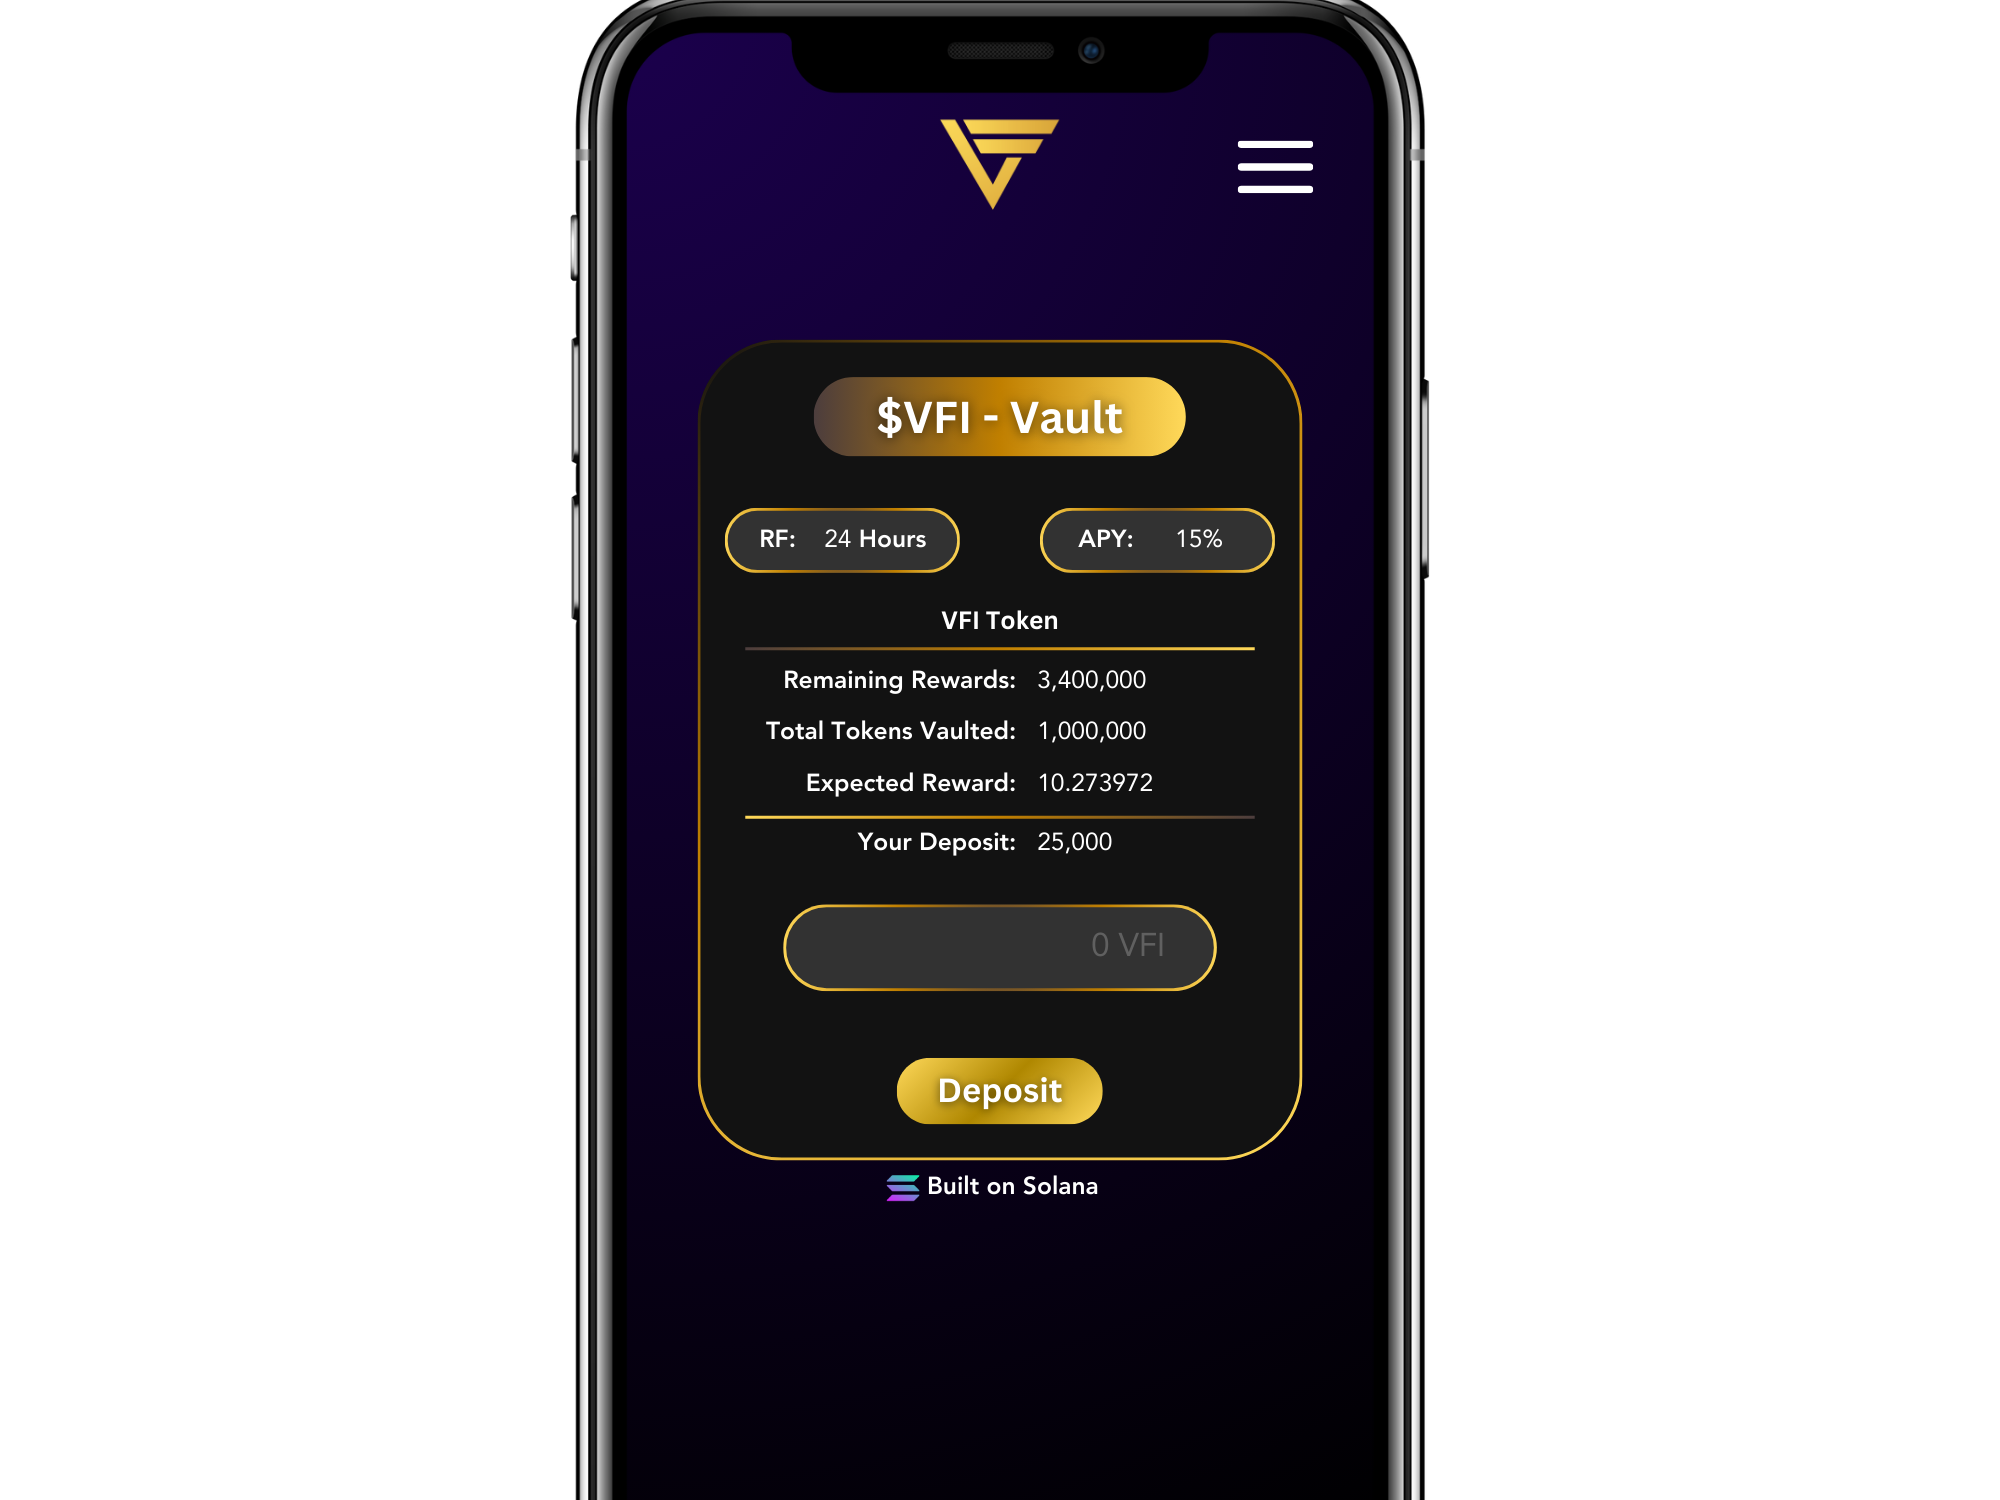 $VFI - Vault
RF: 24 Hours
APY: 15%
VFI Token
Remaining Rewards: 3,400,000
Total Tokens Vaulted: 1,000,000
Expected Reward: 10.273972
Your Deposit: 25,000
0 VFI
Deposit
Built on Solana